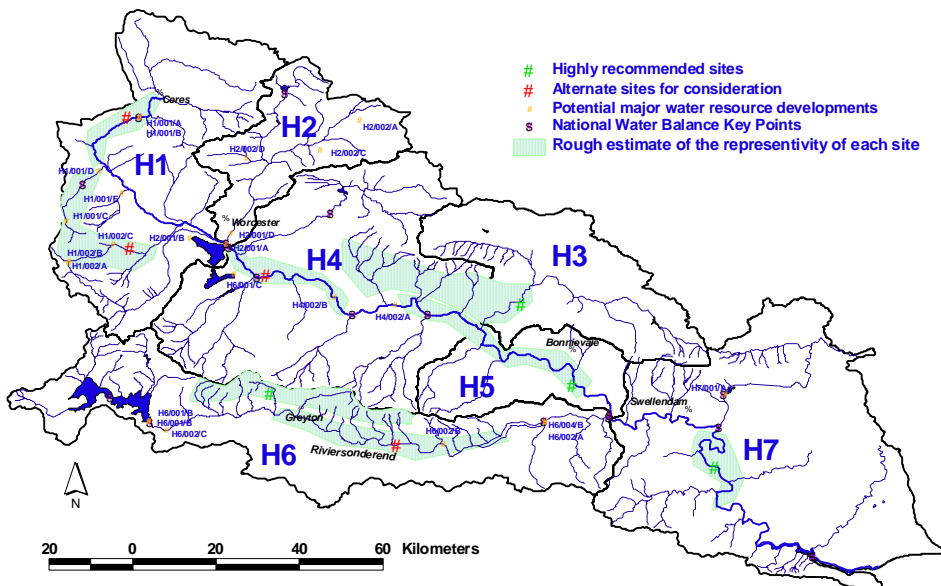 # Highly recommended sites
# Alternate sites for consideration
Potential major water resource developments
S National Water Balance Key Points
Rough estimate of the representivity of each site
% Ceres
H1/001/A
H1/001/B
H1
H2
H2/002/A
H2/002/D
H2/002/C
H1/001/D
H1/001/E
H1/001/C
% Worcester
H1/002/C
H2/001/B
H2/001/D
H2/001/A
H1/002/B
H1/002/A
H6/001/C
H4
H3
H4/002/B
H4/002/A
Bonnievale
%
H5
H7/001/A
Swellendam
%
Greyton
H6/001/B
H6/001/B
H6/002/C
H6/002/B
H6/004/B
H6/002/A
Riviersonderend
H6
H7
N
20 0 20 40 60 Kilometers